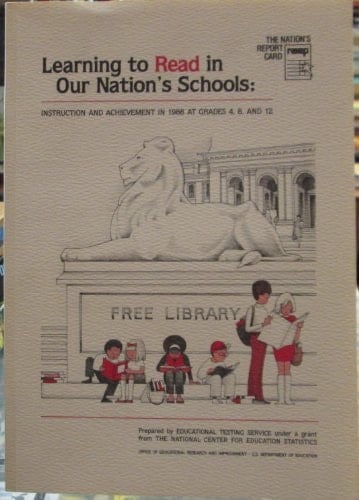 THE NATION'S
REPORT
CARD
naep
Learning to Read in
Our Nation's Schools:
INSTRUCTION AND ACHIEVEMENT IN 1988 AT GRADES 4, 8, AND 12
FREE LIBRARY
Prepared by EDUCATIONAL TESTING SERVICE under a grant
from THE NATIONAL CENTER FOR EDUCATION STATISTICS
OFFICE OF EDUCATIONAL RESEARCH AND IMPROVEMENT · U.S. DEPARTMENT OF EDUCATION